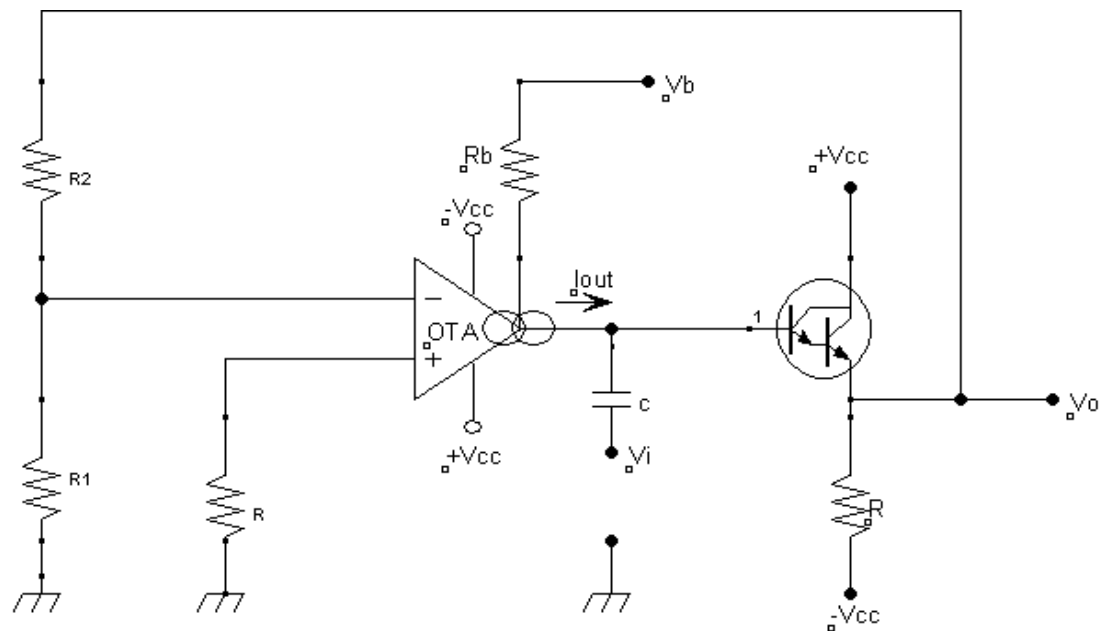 Vb
Rb
+Vcc
R2
-Vcc
Iout
−
1
OTA
+
c
Vo
+Vcc
Vi
R1
R
R
-Vcc